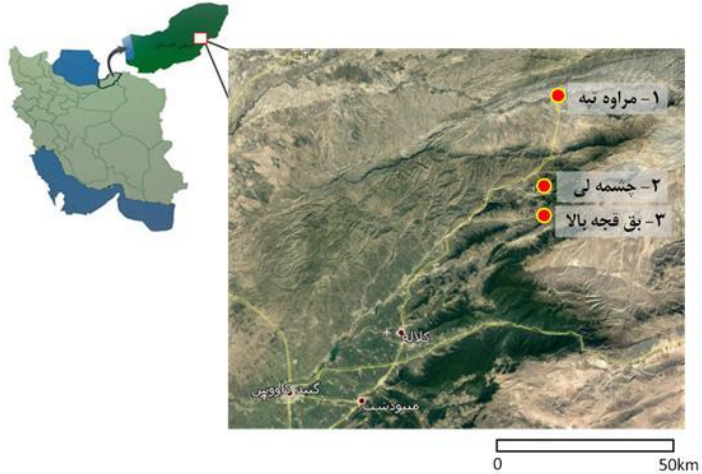 ۱- مراوه تپه
۲- چشمه لی
۳- بق قجه بالا
کلاله
گنبد کاووس
مینودشت
0 50km